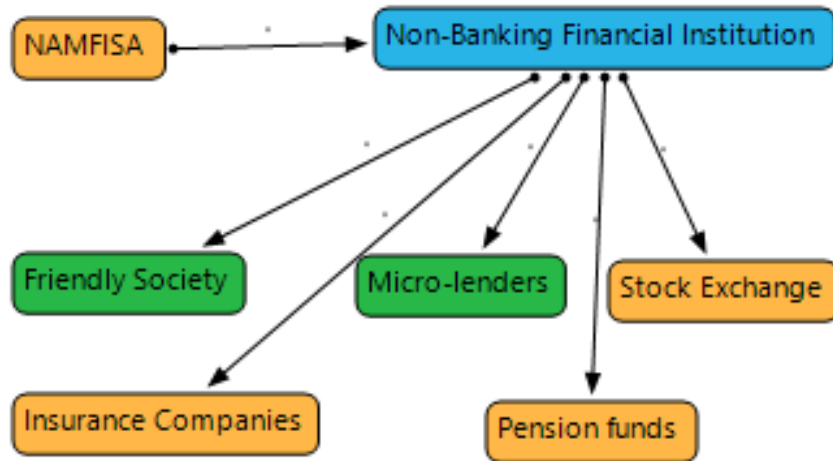 NAMFISA
Non-Banking Financial Institution
Friendly Society
Micro-lenders
Stock Exchange
Insurance Companies
Pension funds